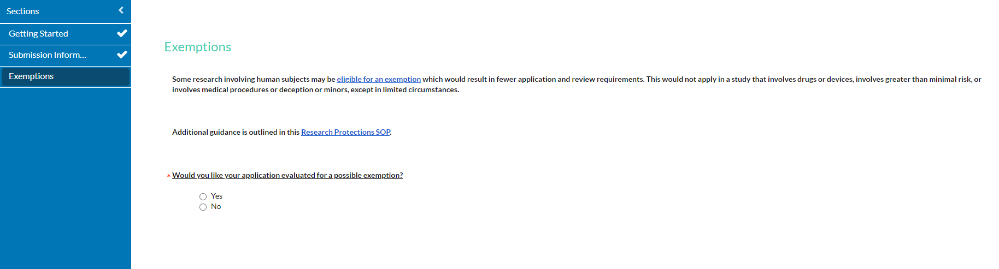 Sections
Getting Started
Submission Inform...
Exemptions
Exemptions
Some research involving human subjects may be eligible for an exemption which would result in fewer application and review requirements. This would not apply in a study that involves drugs or devices, involves greater than minimal risk, or
involves medical procedures or deception or minors, except in limited circumstances.
Additional guidance is outlined in this Research Protections SOP.
* Would you like your application evaluated for a possible exemption?
Yes
No